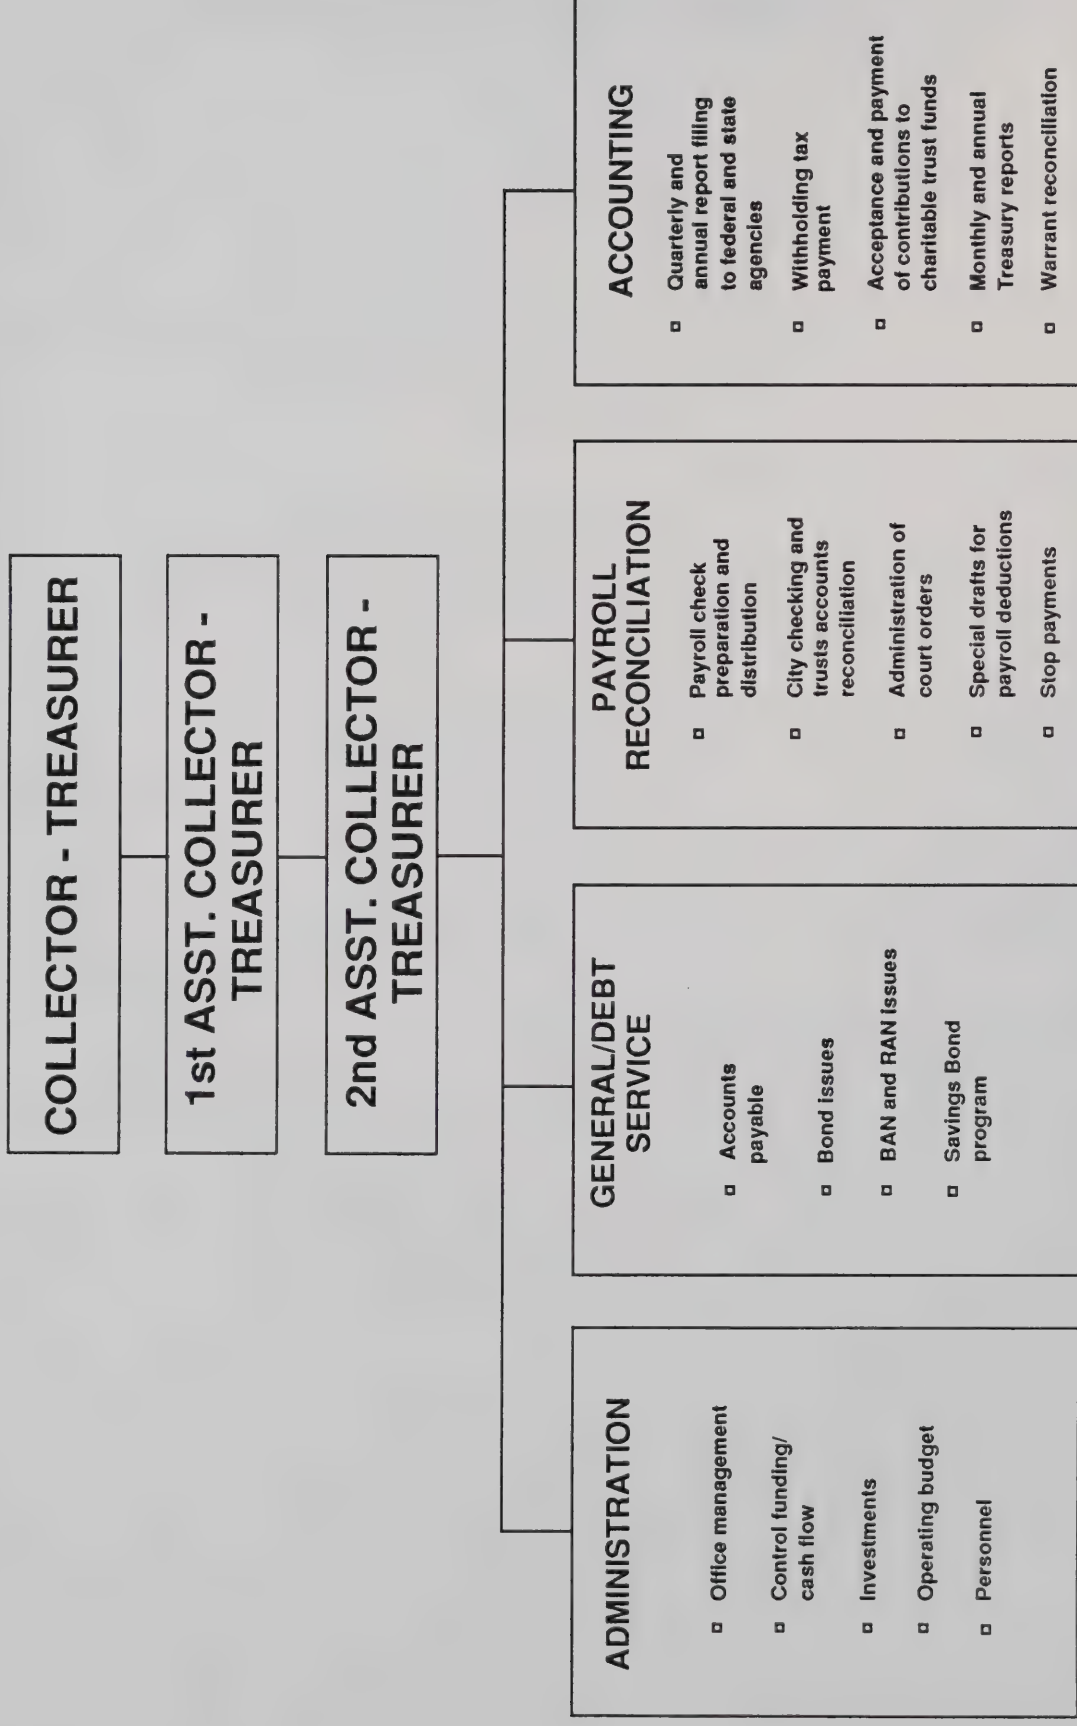 COLLECTOR - TREASURER
1st ASST. COLLECTOR -
TREASURER
2nd ASST. COLLECTOR -
TREASURER
ADMINISTRATION
Office management
Control funding/
cash flow
Investments
Operating budget
Personnel
GENERAL/DEBT
SERVICE
Accounts
payable
Bond issues
BAN and RAN issues
Savings Bond
program
PAYROLL
RECONCILIATION
Payroll check
preparation and
distribution
City checking and
trusts accounts
reconciliation
Administration of
court orders
Special drafts for
payroll deductions
Stop payments
ACCOUNTING
Quarterly and
annual report filing
to federal and state
agencies
Withholding tax
payment
Acceptance and payment
of contributions to
charitable trust funds
Monthly and annual
Treasury reports
Warrant reconciliation